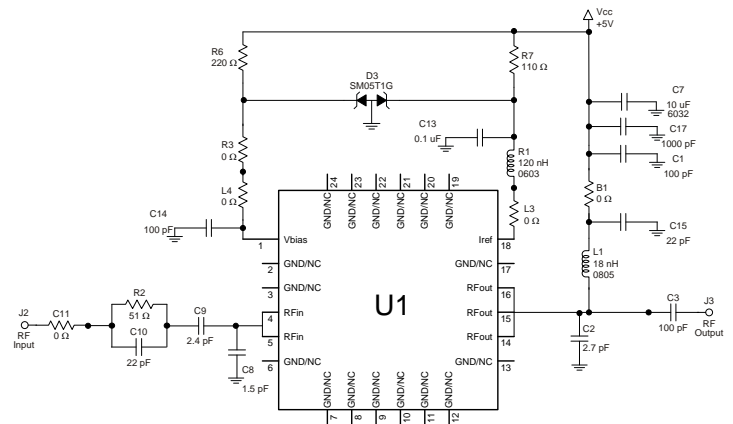 Vcc
+5V
R6
220 Ω
R7
110 Ω
D3
SM05T1G
C7
10 uF
6032
C17
1000 pF
C1
100 pF
C13
0.1 uF
R3
0 Ω
R1
120 nH
0603
L4
0 Ω
L3
0 Ω
B1
0 Ω
C14
100 pF
C15
22 pF
L1
18 nH
0805
24 23 22 21 20 19
GND/NC GND/NC GND/NC GND/NC GND/NC GND/NC
1 Vbias
Iref 18
2 GND/NC
GND/NC 17
3 GND/NC
RFout 16
4 RFin
RFout 15
5 RFin
RFout 14
6 GND/NC
GND/NC 13
U1
GND/NC GND/NC GND/NC GND/NC GND/NC GND/NC
7 8 9 10 11 12
J2
RF
Input
C11
0 Ω
R2
51 Ω
C10
22 pF
C9
2.4 pF
C8
1.5 pF
C2
2.7 pF
C3
100 pF
J3
RF
Output